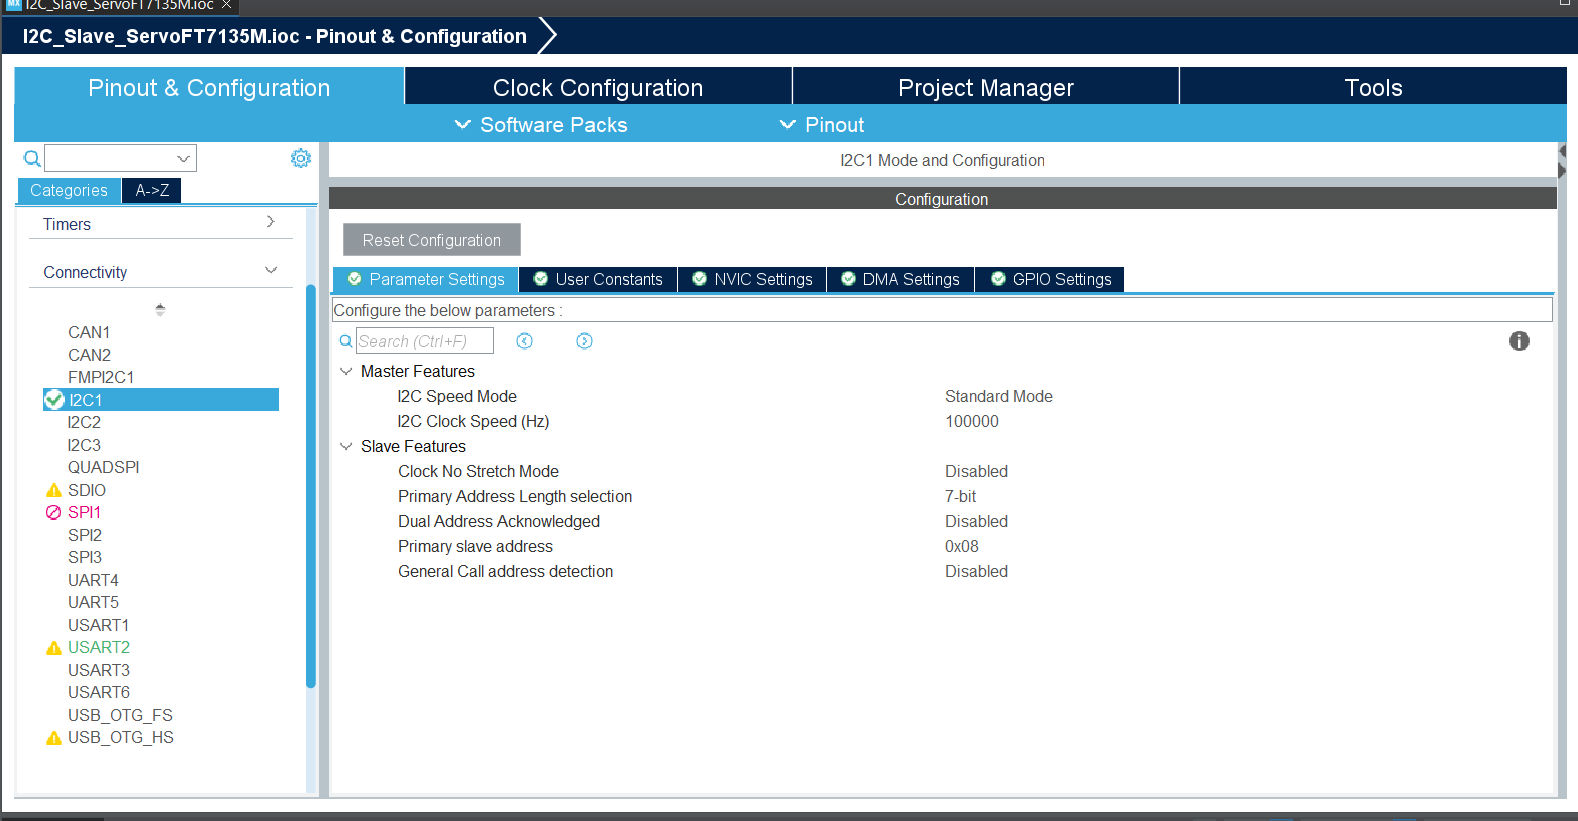 MX I2C_Slave_ServoFT7135M.ioc
I2C_Slave_ServoFT7135M.ioc - Pinout & Configuration
Pinout & Configuration
Clock Configuration
Project Manager
Tools
Software Packs
Pinout
Categories
A->Z
Timers
Connectivity
CAN1
CAN2
FMPI2C1
I2C1
I2C2
I2C3
QUADSPI
SDIO
SPI1
SPI2
SPI3
UART4
UART5
USART1
USART2
USART3
USART6
USB_OTG_FS
USB_OTG_HS
I2C1 Mode and Configuration
Configuration
Reset Configuration
Parameter Settings
User Constants
NVIC Settings
DMA Settings
GPIO Settings
Configure the below parameters :
Search (Ctrl+F)
Master Features
I2C Speed Mode Standard Mode
I2C Clock Speed (Hz) 100000
Slave Features
Clock No Stretch Mode Disabled
Primary Address Length selection 7-bit
Dual Address Acknowledged Disabled
Primary slave address 0x08
General Call address detection Disabled